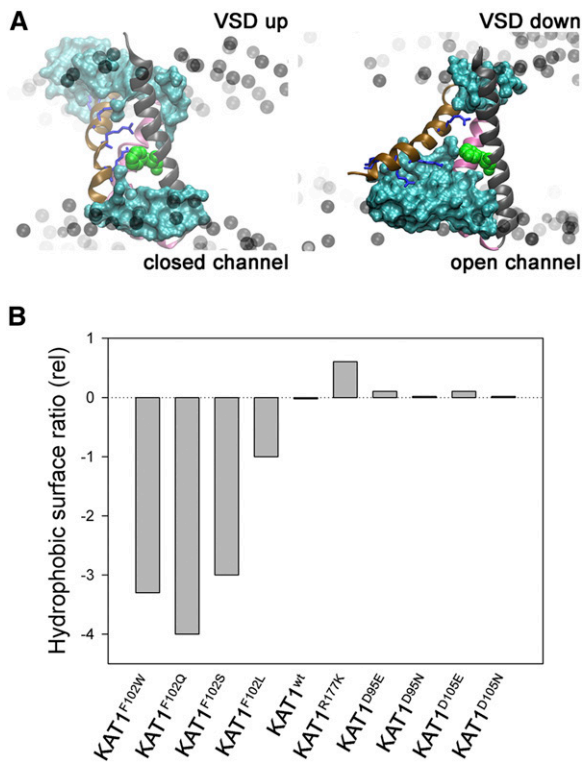 A
VSD up
VSD down
closed channel
open channel
B
Hydrophobic surface ratio (rel)
1
0
-1
-2
-3
-4
KAT1F102W
KAT1F102Q
KAT1F102S
KAT1F102L
KAT1wt
KAT1R177K
KAT1D95E
KAT1D95N
KAT1D105E
KAT1D105N